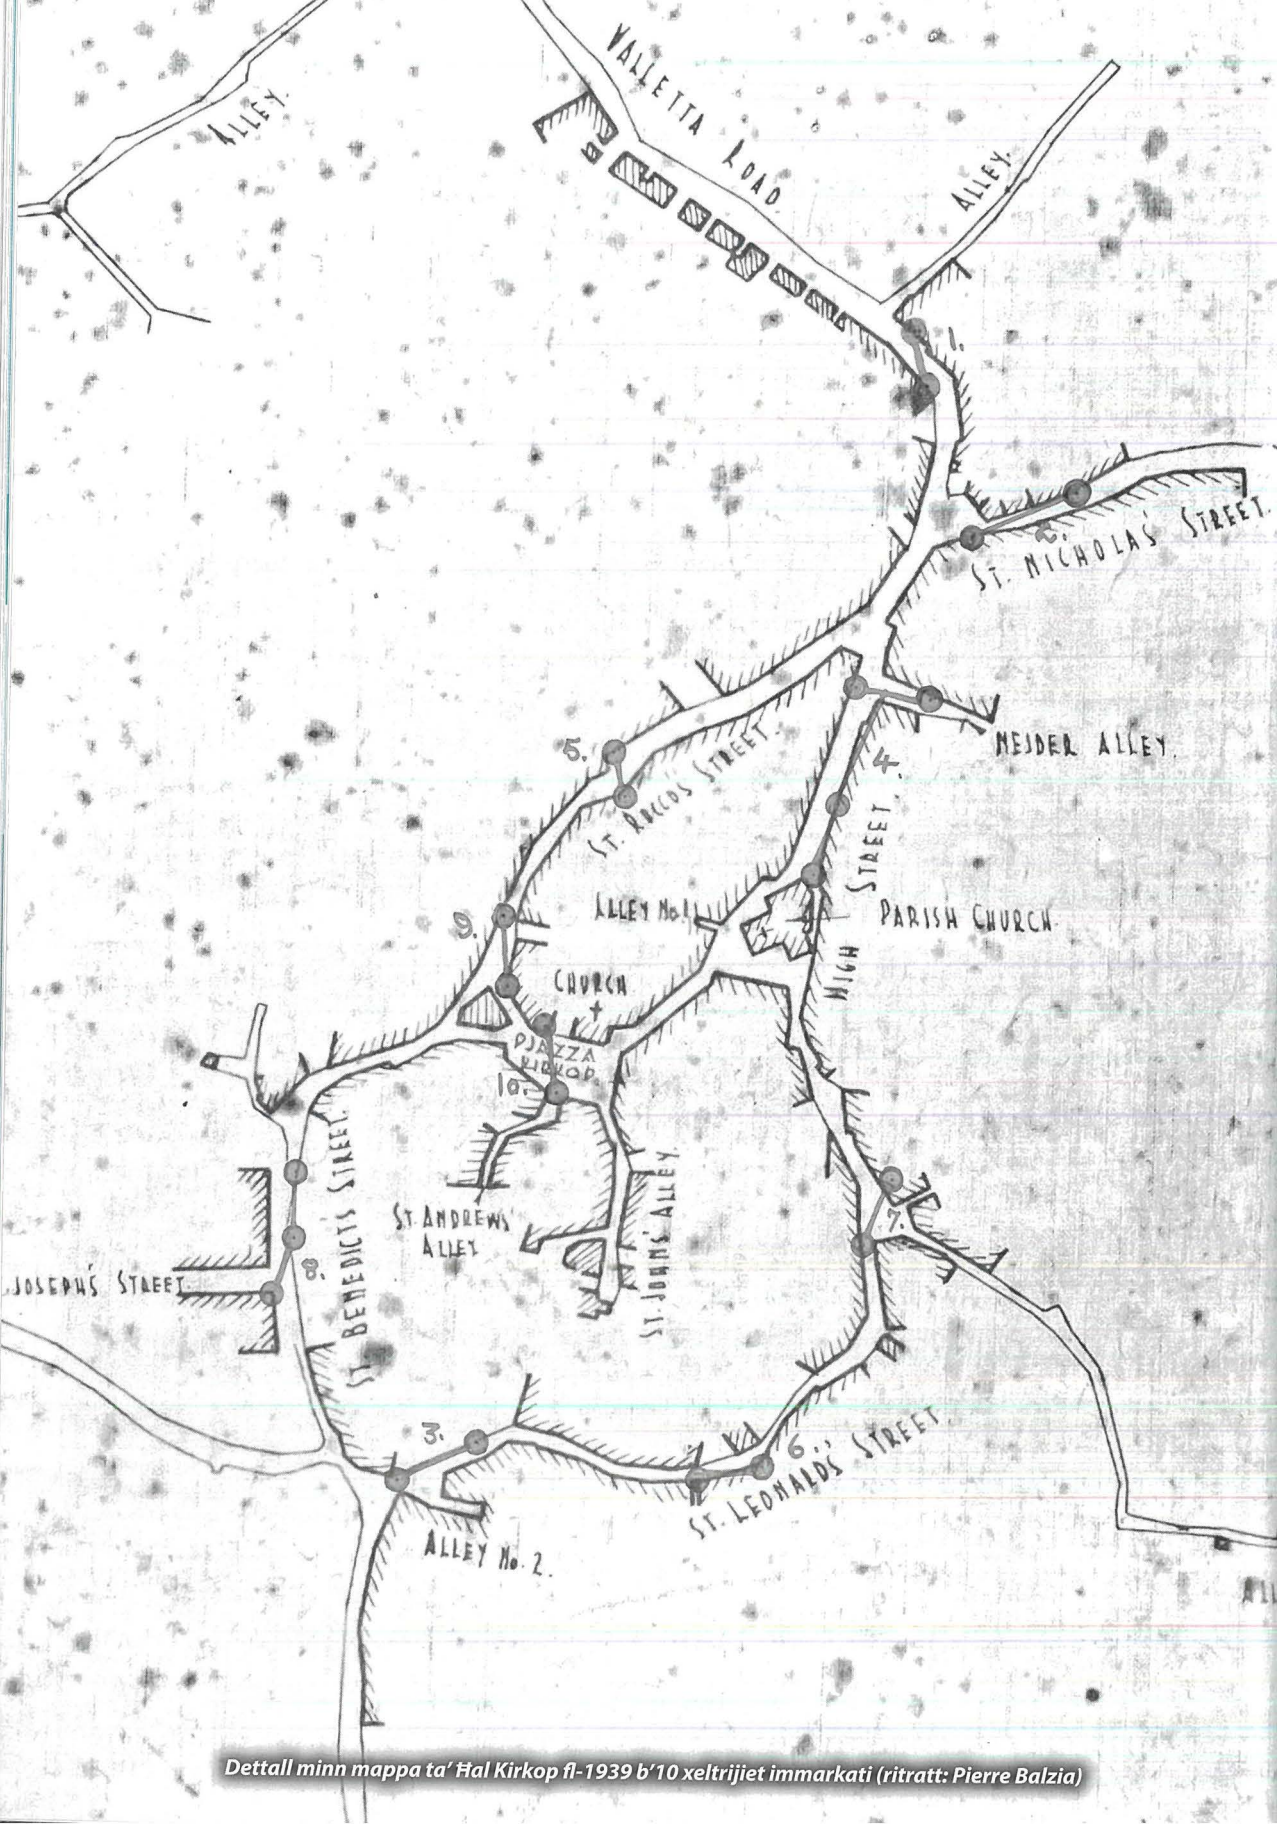 VALLETTA ROAD.
ALLEY.
ALLEY.
1.
2.
ST. NICHOLAS' STREET.
MEJDER ALLEY.
5.
ST. ROCCO'S STREET.
4.
HIGH STREET.
ALLEY No. 1.
PARISH CHURCH
9.
CHURCH
PJAZZA
KIRKOP.
10.
ST. ANDREWS'
ALLEY
ST. JOHN'S ALLEY.
7.
8.
JOSEPH'S STREET
ST. BENEDICT'S STREET.
3.
6.
ST. LEONARD'S STREET.
ALLEY No. 2.
Dettall minn mappa ta' Ħal Kirkop fl-1939 b'10 xeltrijiet immarkati (ritratt: Pierre Balzia)